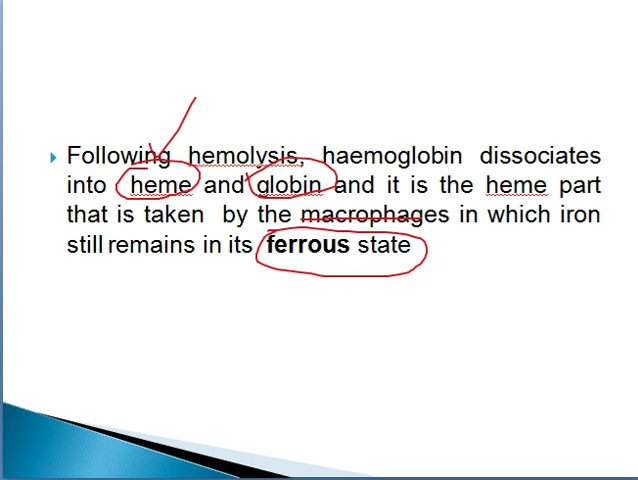 Following hemolysis, haemoglobin dissociates
into heme and globin and it is the heme part
that is taken by the macrophages in which iron
still remains in its ferrous state